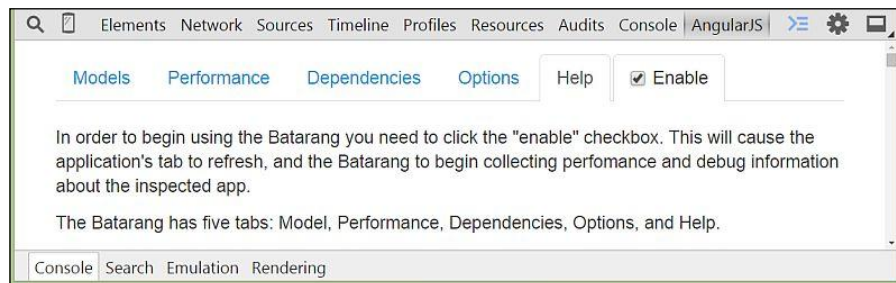 Elements Network Sources Timeline Profiles Resources Audits Console AngularJS
Models Performance Dependencies Options Help Enable
In order to begin using the Batarang you need to click the "enable" checkbox. This will cause the
application's tab to refresh, and the Batarang to begin collecting perfomance and debug information
about the inspected app.
The Batarang has five tabs: Model, Performance, Dependencies, Options, and Help.
Console Search Emulation Rendering